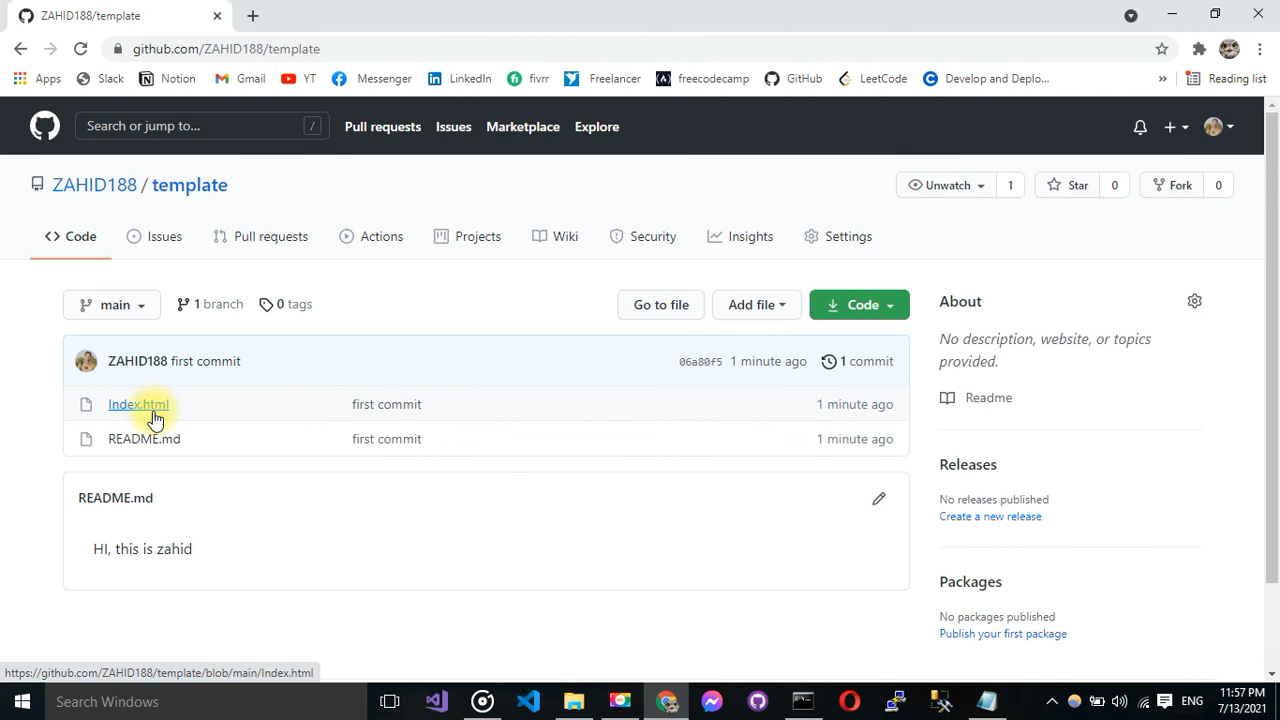 ZAHID188/template
github.com/ZAHID188/template
Apps Slack Notion Gmail YT Messenger LinkedIn fivrr Freelancer freecodecamp GitHub LeetCode Develop and Deplo... » Reading list
Search or jump to... / Pull requests Issues Marketplace Explore
ZAHID188 / template Unwatch 1 Star 0 Fork 0
Code Issues Pull requests Actions Projects Wiki Security Insights Settings
main 1 branch 0 tags Go to file Add file Code About
No description, website, or topics
provided.
ZAHID188 first commit 06a80f5 1 minute ago 1 commit
Readme
Index.html first commit 1 minute ago
README.md first commit 1 minute ago
Releases
README.md
No releases published
Create a new release
HI, this is zahid
Packages
No packages published
Publish your first package
https://github.com/ZAHID188/template/blob/main/Index.html
Search Windows ENG 11:57 PM
7/13/2021